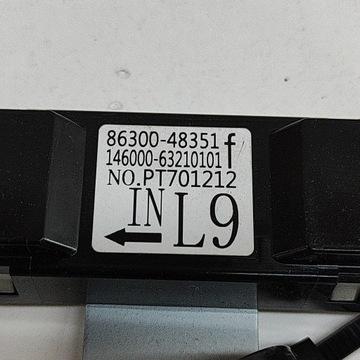 86300-48351 f
146000-63210101
NO.PT701212
IN L9